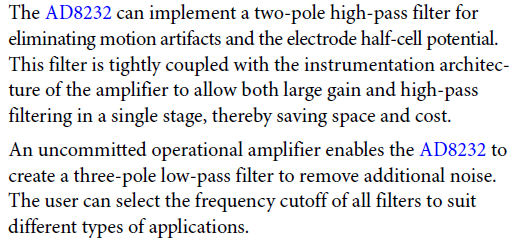 The AD8232 can implement a two-pole high-pass filter for
eliminating motion artifacts and the electrode half-cell potential.
This filter is tightly coupled with the instrumentation architec-
ture of the amplifier to allow both large gain and high-pass
filtering in a single stage, thereby saving space and cost.
An uncommitted operational amplifier enables the AD8232 to
create a three-pole low-pass filter to remove additional noise.
The user can select the frequency cutoff of all filters to suit
different types of applications.